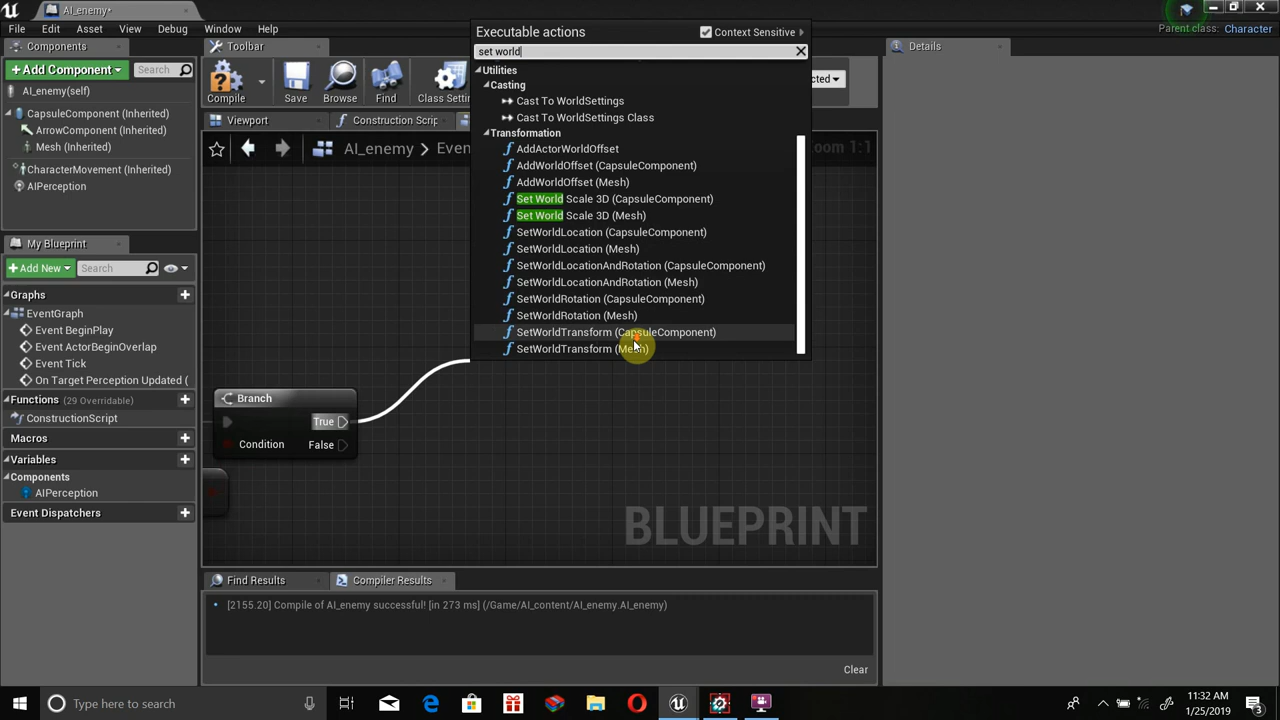 AI_enemy*
File
Edit
Asset
View
Debug
Window
Help
Parent class: Character
Components
+Add Component
Search
AI_enemy(self)
CapsuleComponent (Inherited)
ArrowComponent (Inherited)
Mesh (Inherited)
CharacterMovement (Inherited)
AIPerception
My Blueprint
+Add New
Search
Graphs
EventGraph
Event BeginPlay
Event ActorBeginOverlap
Event Tick
On Target Perception Updated (
Functions (29 Overridable)
ConstructionScript
Macros
Variables
Components
AIPerception
Event Dispatchers
Toolbar
Compile
Save
Browse
Find
Class Setting
cted
Viewport
Construction Scrip
AI_enemy > Even
oom 1:1
Executable actions
Context Sensitive
set world
Utilities
Casting
Cast To WorldSettings
Cast To WorldSettings Class
Transformation
AddActorWorldOffset
AddWorldOffset (CapsuleComponent)
AddWorldOffset (Mesh)
Set World Scale 3D (CapsuleComponent)
Set World Scale 3D (Mesh)
SetWorldLocation (CapsuleComponent)
SetWorldLocation (Mesh)
SetWorldLocationAndRotation (CapsuleComponent)
SetWorldLocationAndRotation (Mesh)
SetWorldRotation (CapsuleComponent)
SetWorldRotation (Mesh)
SetWorldTransform (CapsuleComponent)
SetWorldTransform (Mesh)
Branch
True
Condition
False
BLUEPRINT
Find Results
Compiler Results
[2155.20] Compile of AI_enemy successful! [in 273 ms] (/Game/AI_content/AI_enemy.AI_enemy)
Clear
Details
Type here to search
11:32 AM
1/25/2019
3